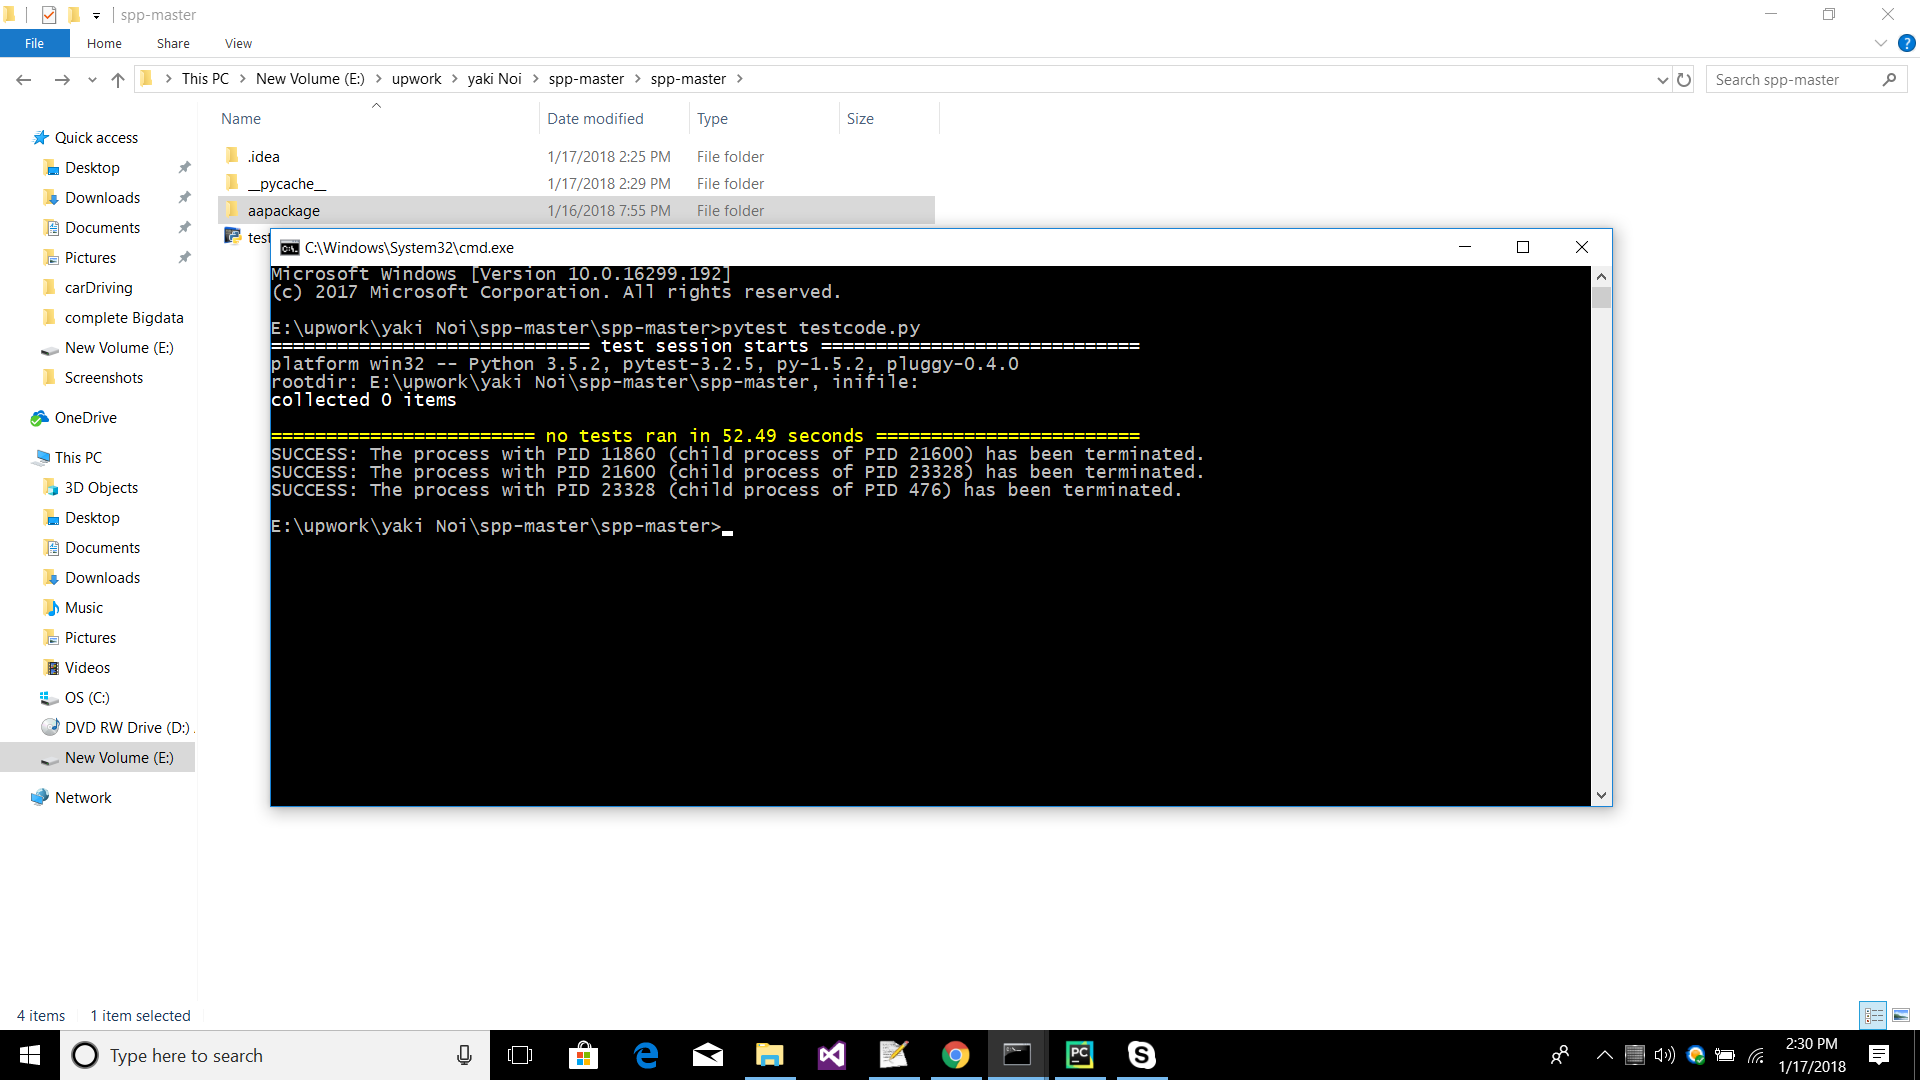 spp-master
File Home Share View
This PC New Volume (E:) upwork yaki Noi spp-master spp-master
Search spp-master
Name Date modified Type Size
Quick access
Desktop
Downloads
Documents
Pictures
carDriving
complete Bigdata
New Volume (E:)
Screenshots
OneDrive
This PC
3D Objects
Desktop
Documents
Downloads
Music
Pictures
Videos
OS (C:)
DVD RW Drive (D:)
New Volume (E:)
Network
.idea 1/17/2018 2:25 PM File folder
__pycache__ 1/17/2018 2:29 PM File folder
aapackage 1/16/2018 7:55 PM File folder
test
C:\Windows\System32\cmd.exe
Microsoft Windows [Version 10.0.16299.192]
(c) 2017 Microsoft Corporation. All rights reserved.
E:\upwork\yaki Noi\spp-master\spp-master>pytest testcode.py
============================= test session starts =============================
platform win32 -- Python 3.5.2, pytest-3.2.5, py-1.5.2, pluggy-0.4.0
rootdir: E:\upwork\yaki Noi\spp-master\spp-master, inifile:
collected 0 items
======================== no tests ran in 52.49 seconds ========================
SUCCESS: The process with PID 11860 (child process of PID 21600) has been terminated.
SUCCESS: The process with PID 21600 (child process of PID 23328) has been terminated.
SUCCESS: The process with PID 23328 (child process of PID 476) has been terminated.
E:\upwork\yaki Noi\spp-master\spp-master>
4 items 1 item selected
Type here to search
2:30 PM
1/17/2018